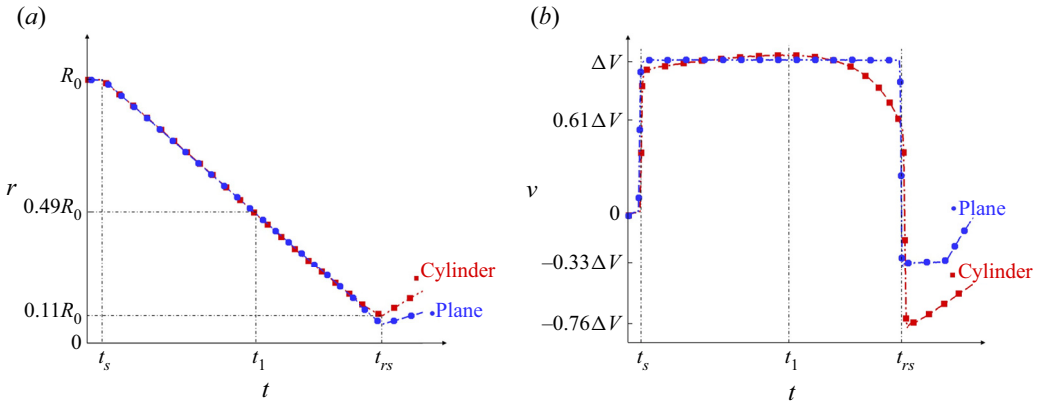 (a)
R₀
r
0.49R₀
0.11R₀
0
Cylinder
Plane
tₛ
t₁
tᵣₛ
t
(b)
ΔV
0.61ΔV
v
0
−0.33ΔV
−0.76ΔV
Plane
Cylinder
tₛ
t₁
tᵣₛ
t